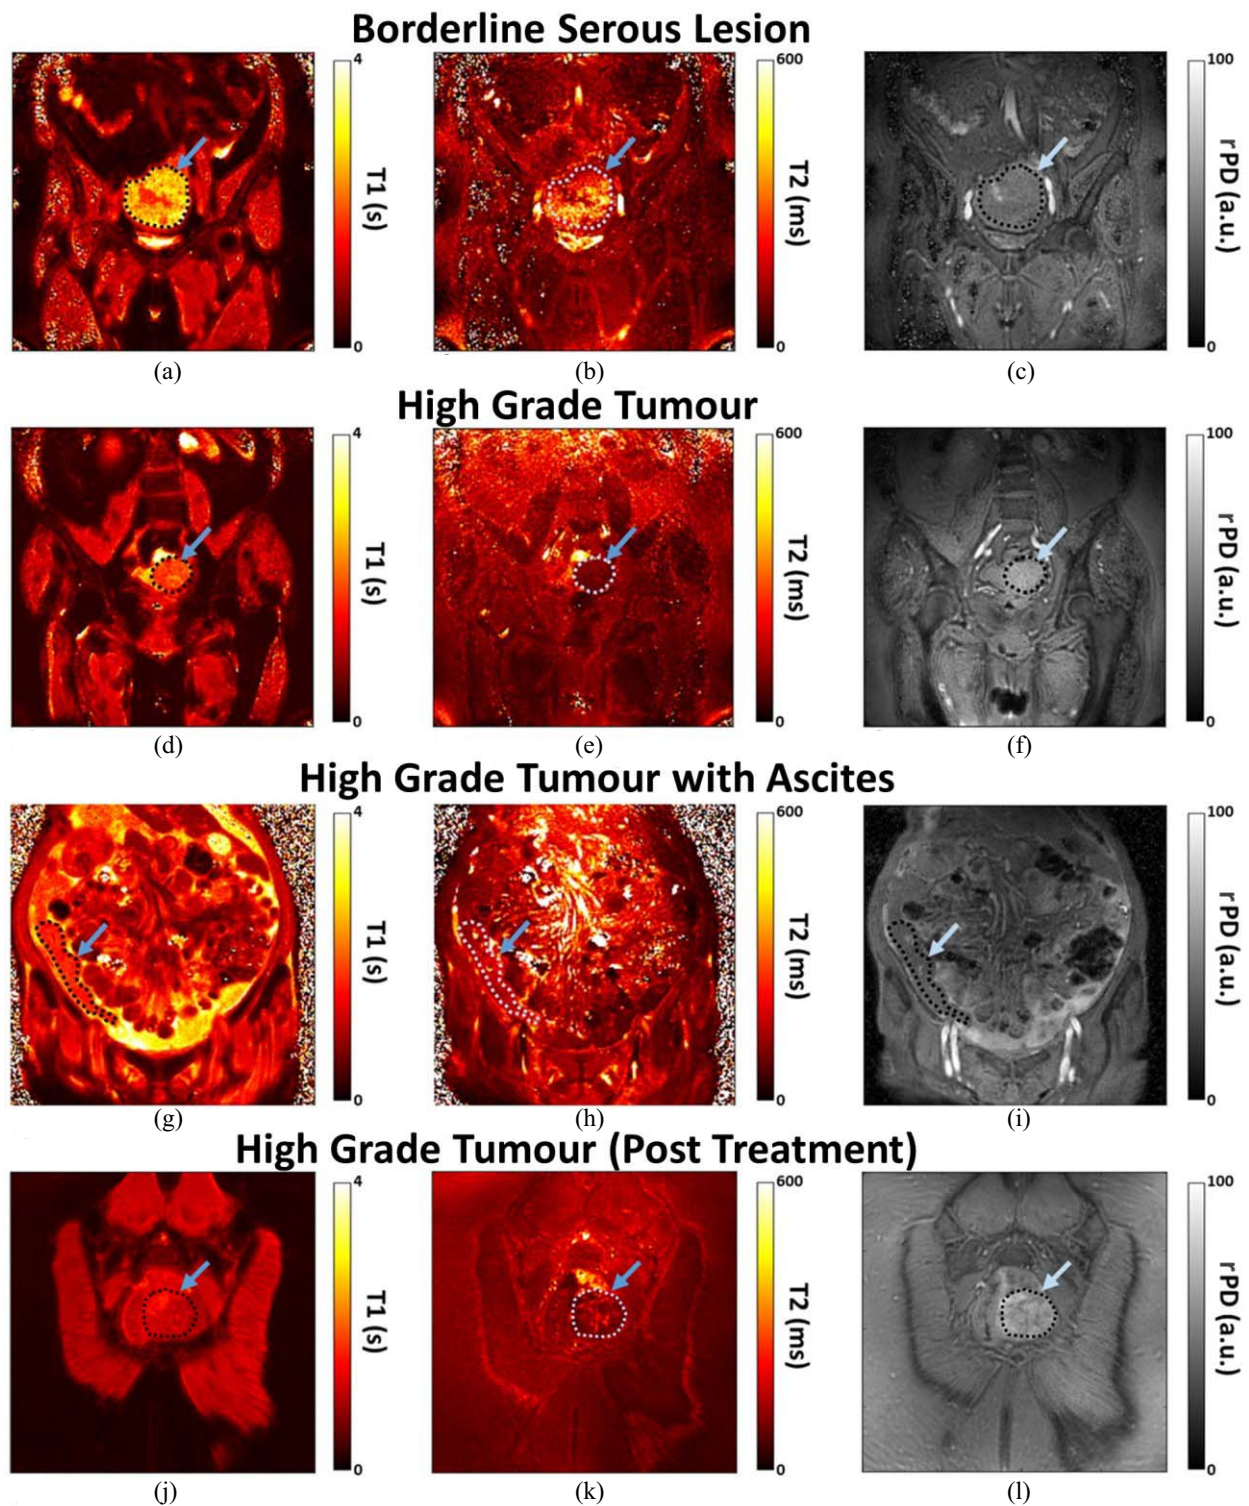 Borderline Serous Lesion
4
T1 (s)
0
600
T2 (ms)
0
100
rPD (a.u.)
0
(a)
(b)
(c)
High Grade Tumour
4
T1 (s)
0
600
T2 (ms)
0
100
rPD (a.u.)
0
(d)
(e)
(f)
High Grade Tumour with Ascites
4
T1 (s)
0
600
T2 (ms)
0
100
rPD (a.u.)
0
(g)
(h)
(i)
High Grade Tumour (Post Treatment)
4
T1 (s)
0
600
T2 (ms)
0
100
rPD (a.u.)
0
(j)
(k)
(l)